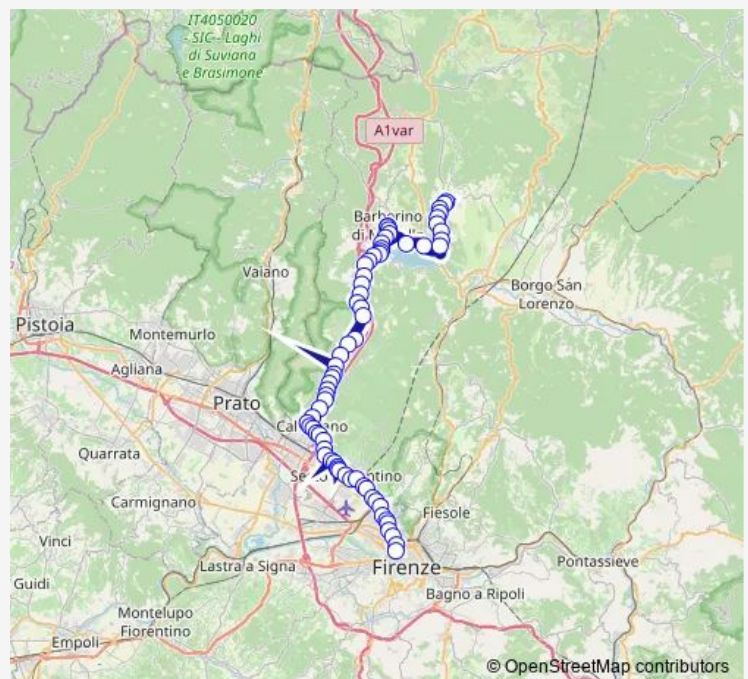 IT4050020
- SIC - Laghi
di Suviana
e Brasimone
A1var
Barberino
di
Vaiano
Borgo San
Lorenzo
Pistoia
Montemurlo
Agliana
Prato
Quarrata
Carmignano
Fiesole
Vinci
Lastra a Signa
Firenze
Pontassieve
Guidi
Bagno a Ripoli
Montelupo
Fiorentino
Empoli
© OpenStreetMap contributors